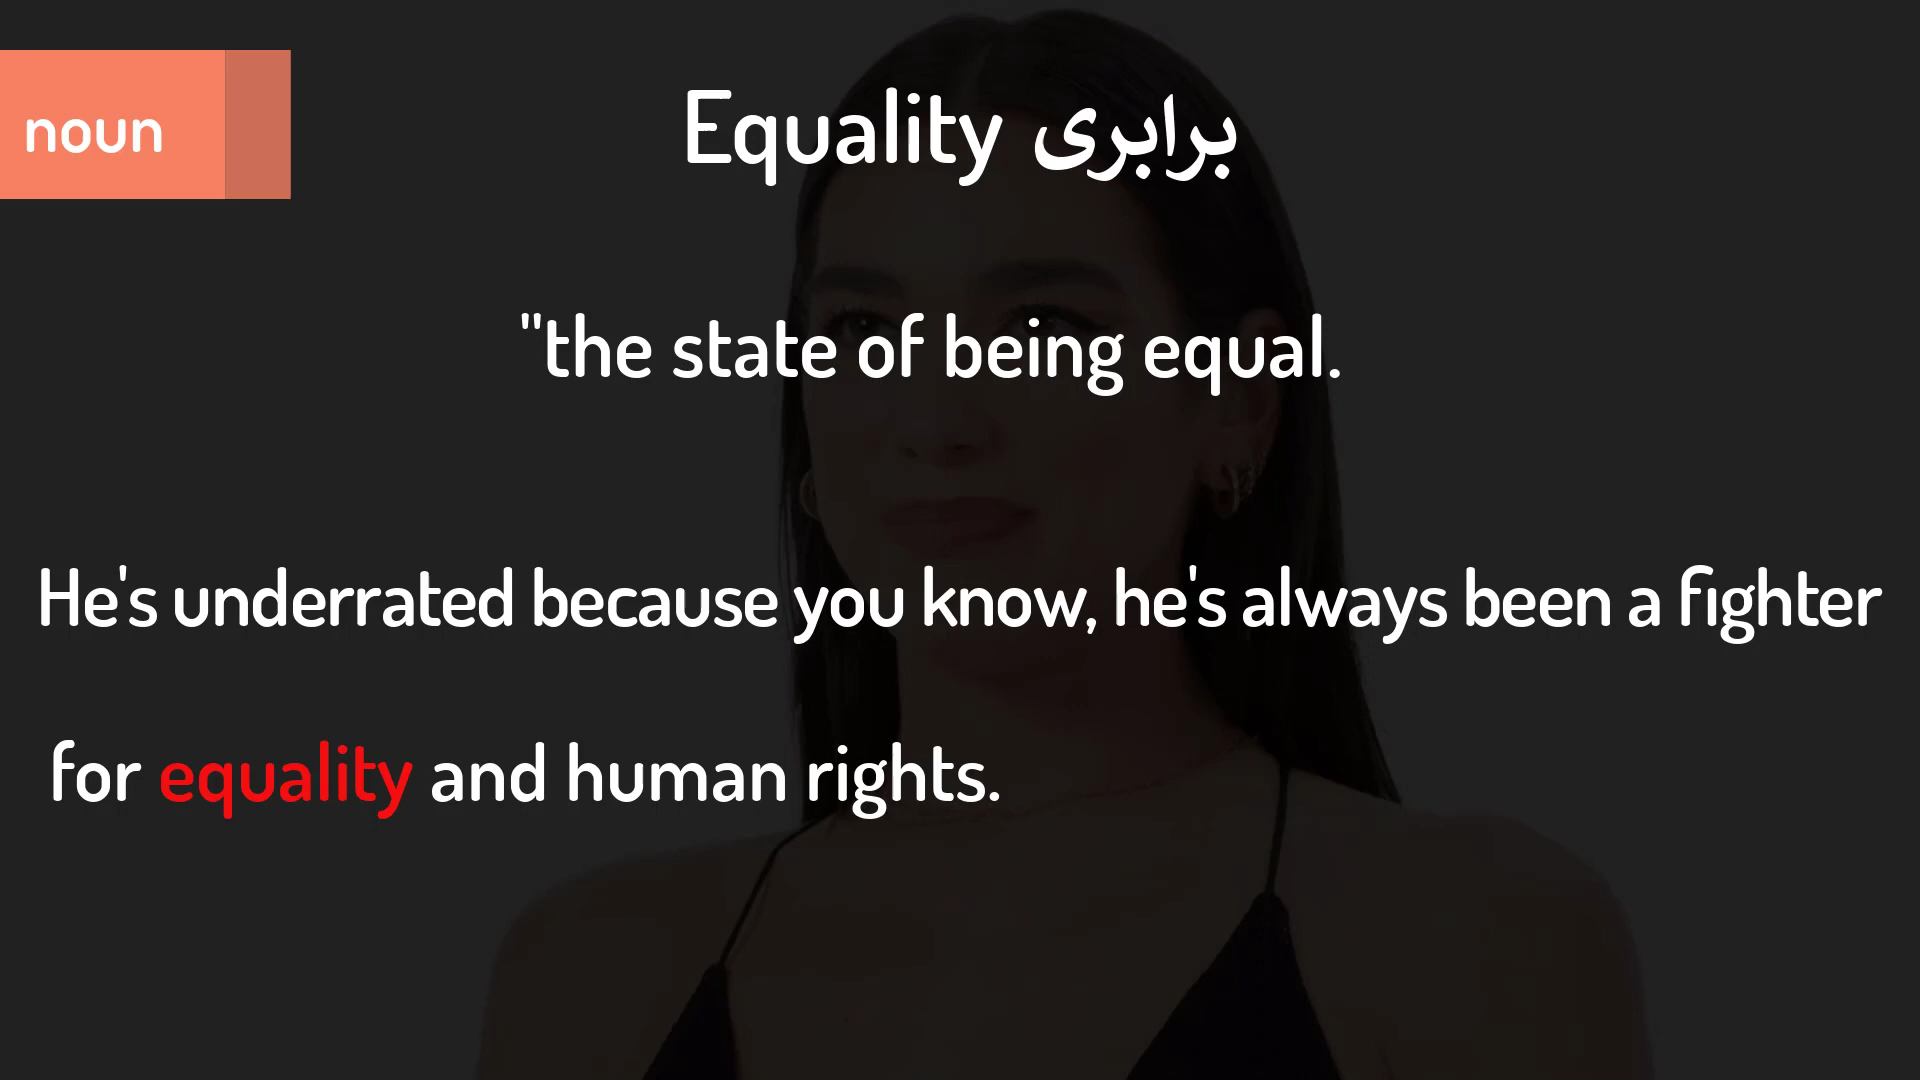 noun
Equality برابری
"the state of being equal.
He's underrated because you know, he's always been a fighter
for equality and human rights.